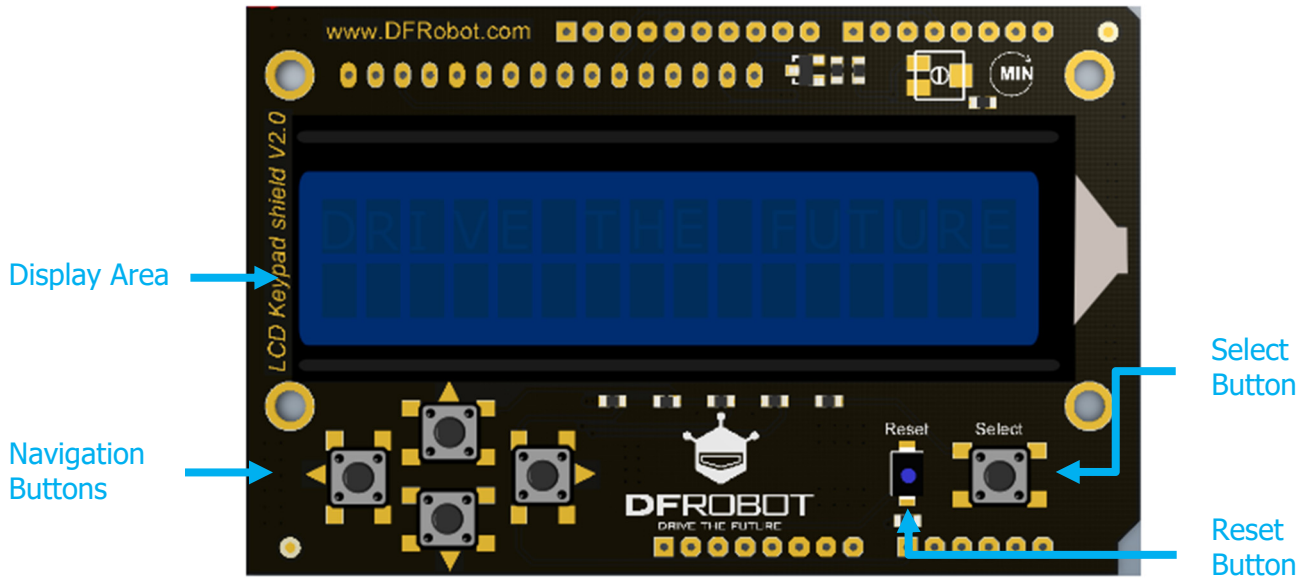 www.DFRobot.com
MIN
LCD Keypad shield V2.0
DRIVE THE FUTURE
Display Area
Select
Button
Navigation
Buttons
Reset
Select
DFROBOT
DRIVE THE FUTURE
Reset
Button